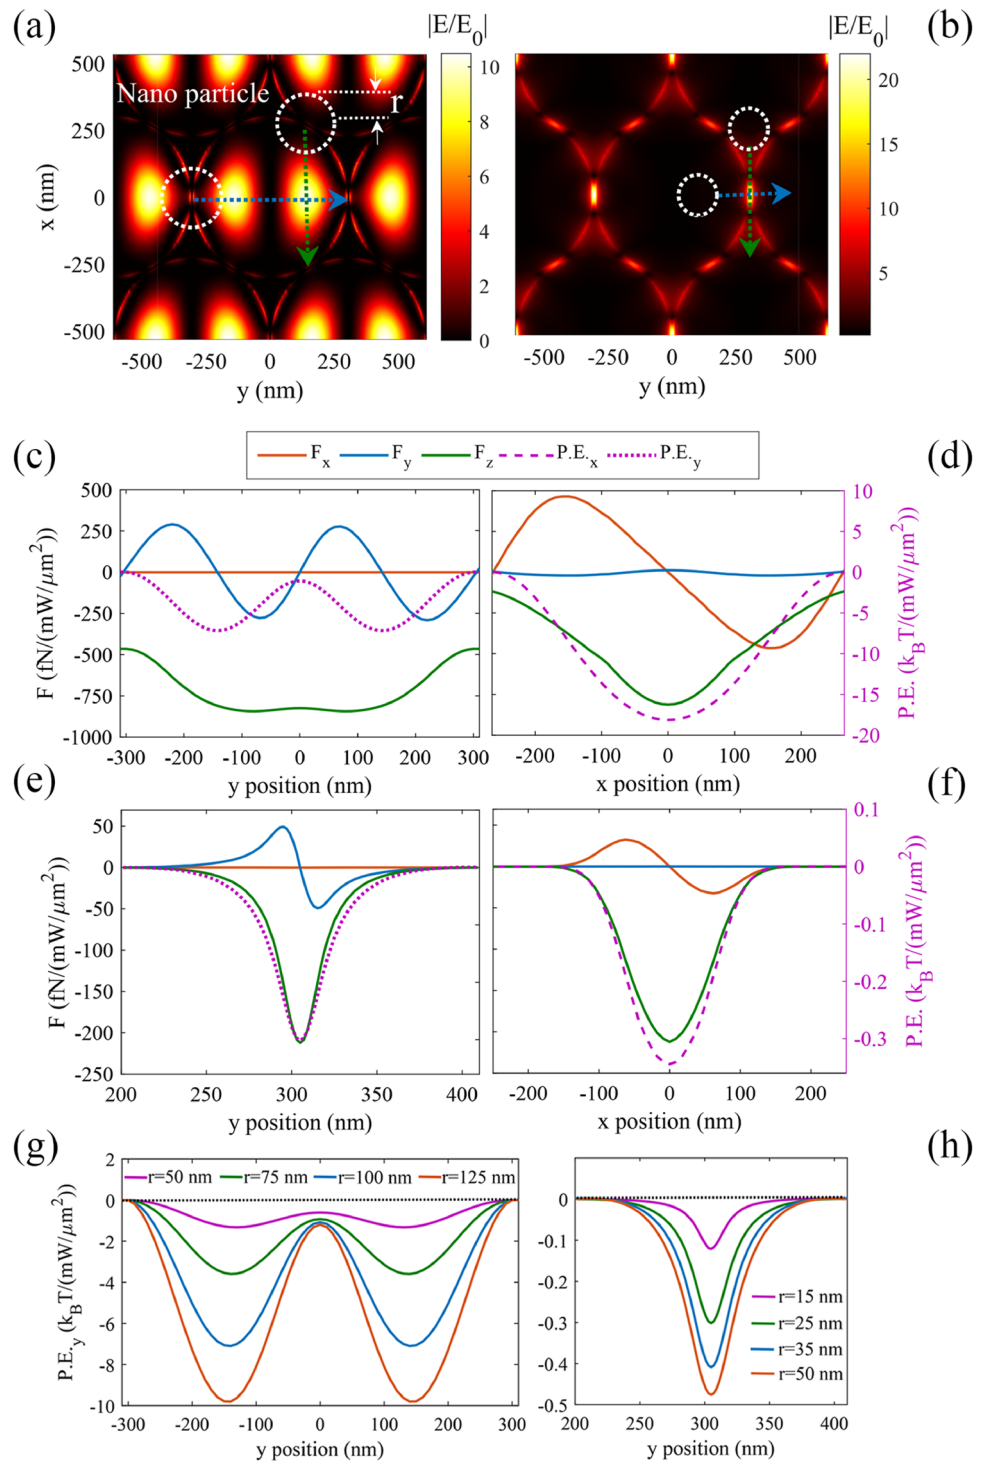 (a)
|E/E0|
|E/E0|
(b)
Nano particle
r
x (nm)
500
250
0
-250
-500
10
8
6
4
2
0
20
15
10
5
-500
-250
0
250
500
y (nm)
-500
-250
0
250
500
y (nm)
(c)
Fx
Fy
Fz
P.E.x
P.E.y
(d)
F (fN/(mW/μm²))
500
250
0
-250
-500
-750
-1000
-300
-200
-100
0
100
200
300
y position (nm)
10
5
0
-5
-10
-15
-20
P.E. (kBT/(mW/μm²))
-200
-100
0
100
200
x position (nm)
(e)
(f)
F (fN/(mW/μm²))
50
0
-50
-100
-150
-200
-250
200
250
300
350
400
y position (nm)
0.1
0
-0.1
-0.2
-0.3
P.E. (kBT/(mW/μm²))
-200
-100
0
100
200
x position (nm)
(g)
(h)
P.E.y (kBT/(mW/μm²))
2
0
-2
-4
-6
-8
-10
r=50 nm
r=75 nm
r=100 nm
r=125 nm
-300
-200
-100
0
100
200
300
y position (nm)
0
-0.1
-0.2
-0.3
-0.4
-0.5
r=15 nm
r=25 nm
r=35 nm
r=50 nm
200
250
300
350
400
y position (nm)